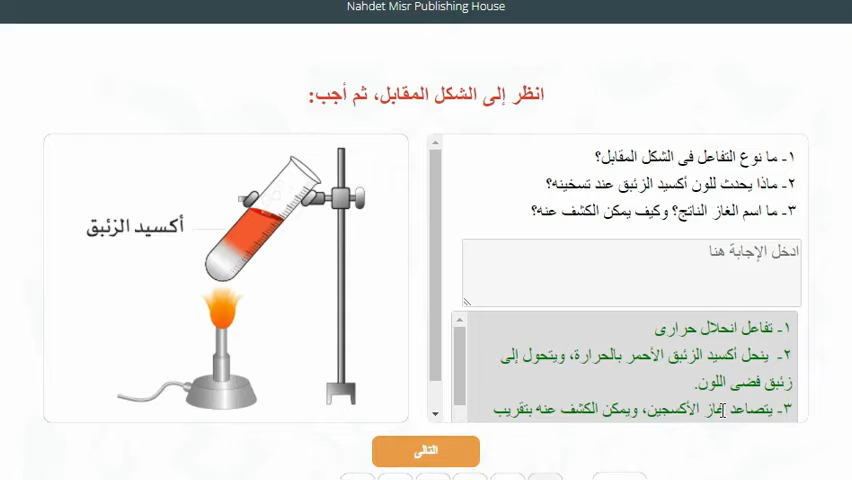 Nahdet Misr Publishing House
انظر إلى الشكل المقابل، ثم أجب:
١- ما نوع التفاعل فى الشكل المقابل؟
٢- ماذا يحدث للون أكسيد الزئبق عند تسخينه؟
٣- ما اسم الغاز الناتج؟ وكيف يمكن الكشف عنه؟
أكسيد الزئبق
ادخل الإجابة هنا
١- تفاعل انحلال حرارى
٢- ينحل أكسيد الزئبق الأحمر بالحرارة، ويتحول إلى
زئبق فضى اللون.
٣- يتصاعد غاز الأكسجين، ويمكن الكشف عنه بتقريب
التالى